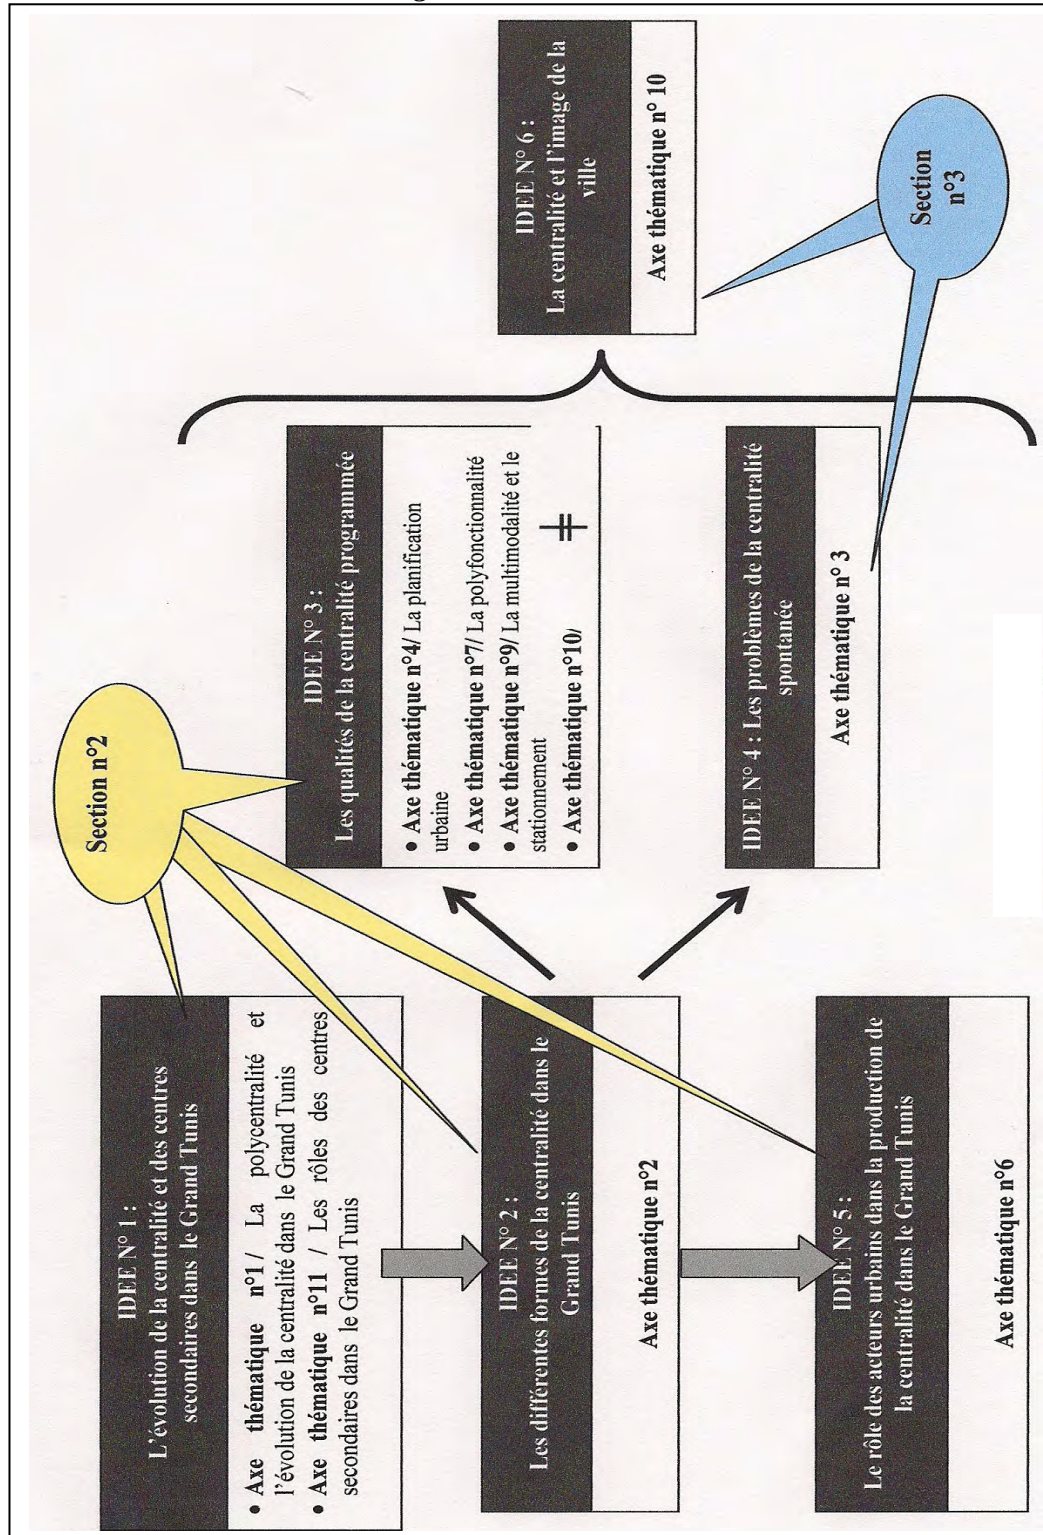 IDEE N° 1 :
L'évolution de la centralité et des centres
secondaires dans le Grand Tunis
• Axe thématique n°1 / La polycentralité et
l'évolution de la centralité dans le Grand Tunis
• Axe thématique n°11 / Les rôles des centres
secondaires dans le Grand Tunis
IDEE N° 2 :
Les différentes formes de la centralité dans le
Grand Tunis
Axe thématique n°2
IDEE N° 5 :
Le rôle des acteurs urbains dans la production de
la centralité dans le Grand Tunis
Axe thématique n°6
Section n°2
IDEE N° 3 :
Les qualités de la centralité programmée
• Axe thématique n°4/ La planification
urbaine
• Axe thématique n°7/ La polyfonctionnalité
• Axe thématique n°9/ La multimodalité et le
stationnement
• Axe thématique n°10/
≠
IDEE N° 4 : Les problèmes de la centralité
spontanée
Axe thématique n° 3
IDEE N° 6 :
La centralité et l'image de la
ville
Axe thématique n° 10
Section
n°3